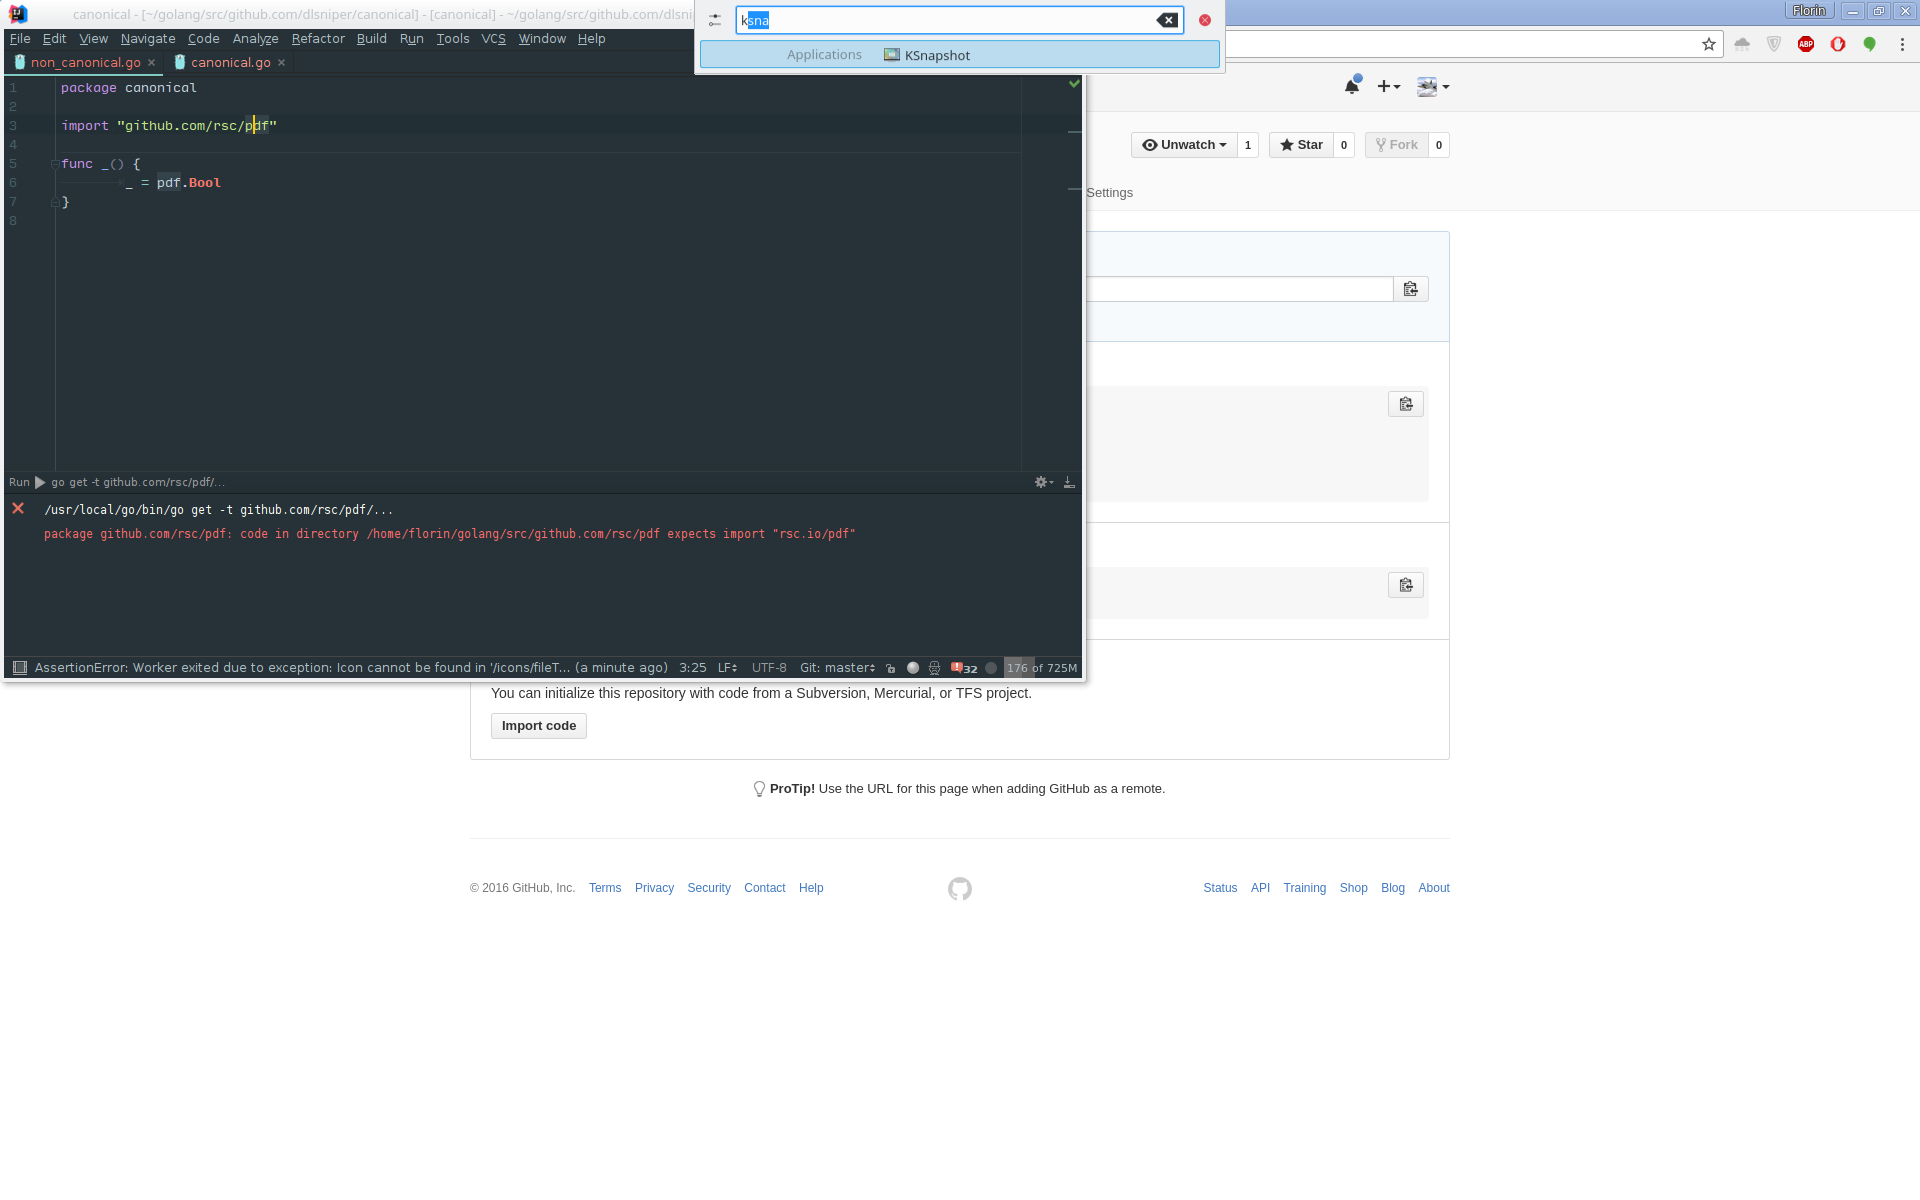 canonical - [~/golang/src/github.com/dlsniper/canonical] - [canonical] - ~/golang/src/github.com/dlsni
ksna
Applications KSnapshot
Florin
File Edit View Navigate Code Analyze Refactor Build Run Tools VCS Window Help
ABP
non_canonical.go canonical.go
1 package canonical
2
3 import "github.com/rsc/pdf"
4
5 func _() {
6 _ = pdf.Bool
7 }
8
Unwatch 1 Star 0 Fork 0
Settings
Run go get -t github.com/rsc/pdf/...
/usr/local/go/bin/go get -t github.com/rsc/pdf/...
package github.com/rsc/pdf: code in directory /home/florin/golang/src/github.com/rsc/pdf expects import "rsc.io/pdf"
AssertionError: Worker exited due to exception: Icon cannot be found in '/icons/fileT... (a minute ago) 3:25 LF UTF-8 Git: master 32 176 of 725M
You can initialize this repository with code from a Subversion, Mercurial, or TFS project.
Import code
ProTip! Use the URL for this page when adding GitHub as a remote.
© 2016 GitHub, Inc. Terms Privacy Security Contact Help Status API Training Shop Blog About